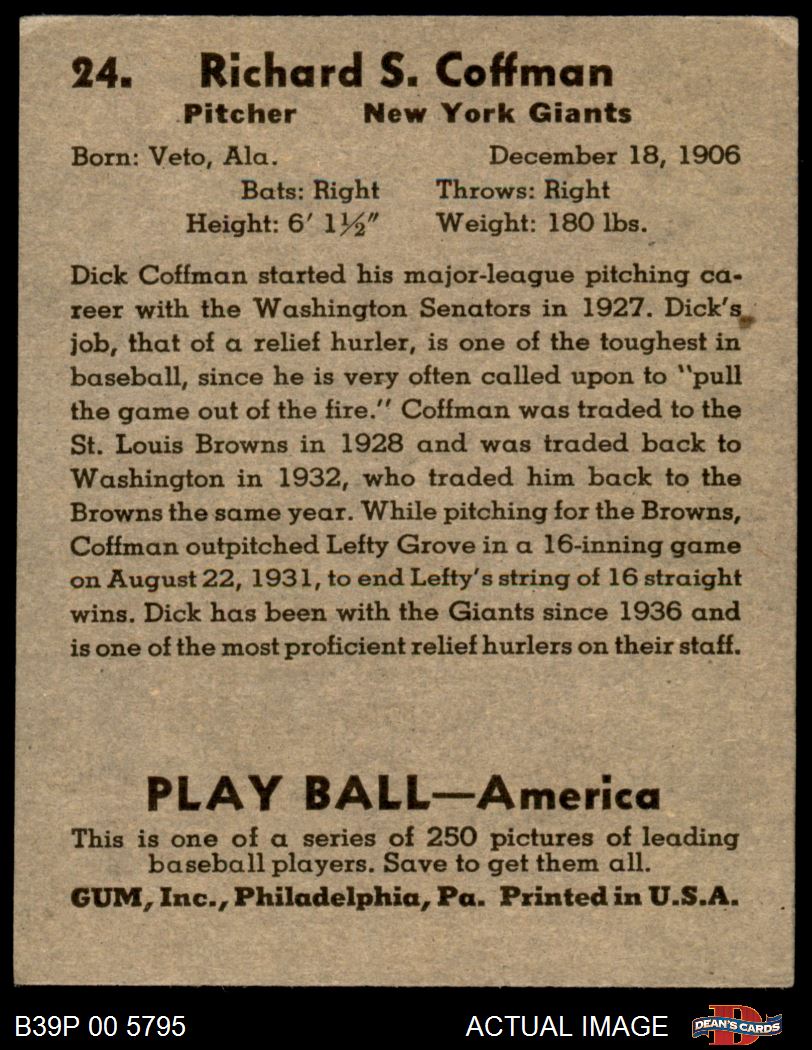 24. Richard S. Coffman
Pitcher New York Giants
Born: Veto, Ala. December 18, 1906
Bats: Right Throws: Right
Height: 6' 1½" Weight: 180 lbs.
Dick Coffman started his major-league pitching ca-
reer with the Washington Senators in 1927. Dick's
job, that of a relief hurler, is one of the toughest in
baseball, since he is very often called upon to "pull
the game out of the fire." Coffman was traded to the
St. Louis Browns in 1928 and was traded back to
Washington in 1932, who traded him back to the
Browns the same year. While pitching for the Browns,
Coffman outpitched Lefty Grove in a 16-inning game
on August 22, 1931, to end Lefty's string of 16 straight
wins. Dick has been with the Giants since 1936 and
is one of the most proficient relief hurlers on their staff.
PLAY BALL—America
This is one of a series of 250 pictures of leading
baseball players. Save to get them all.
GUM, Inc., Philadelphia, Pa. Printed in U.S.A.
B39P 00 5795 ACTUAL IMAGE D DEAN'S CARDS